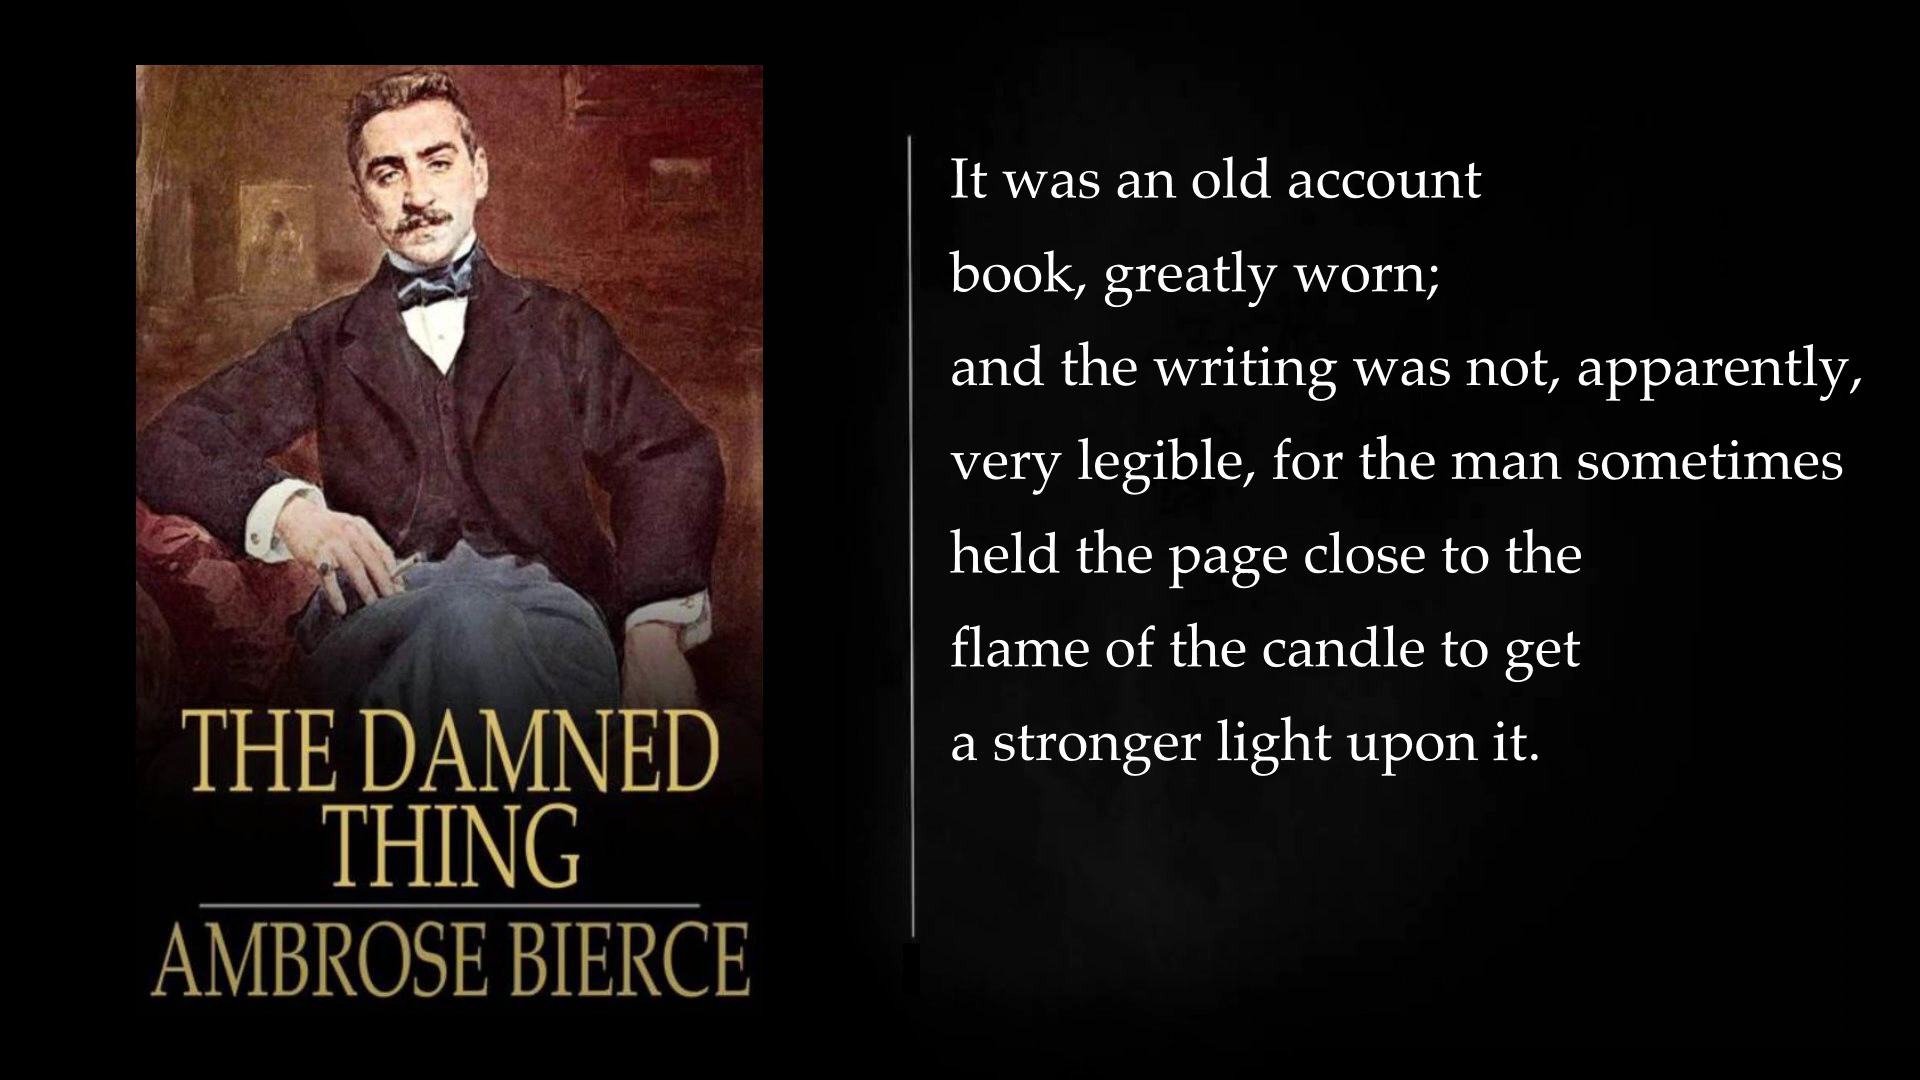 THE DAMNED
THING
AMBROSE BIERCE
It was an old account
book, greatly worn;
and the writing was not, apparently,
very legible, for the man sometimes
held the page close to the
flame of the candle to get
a stronger light upon it.